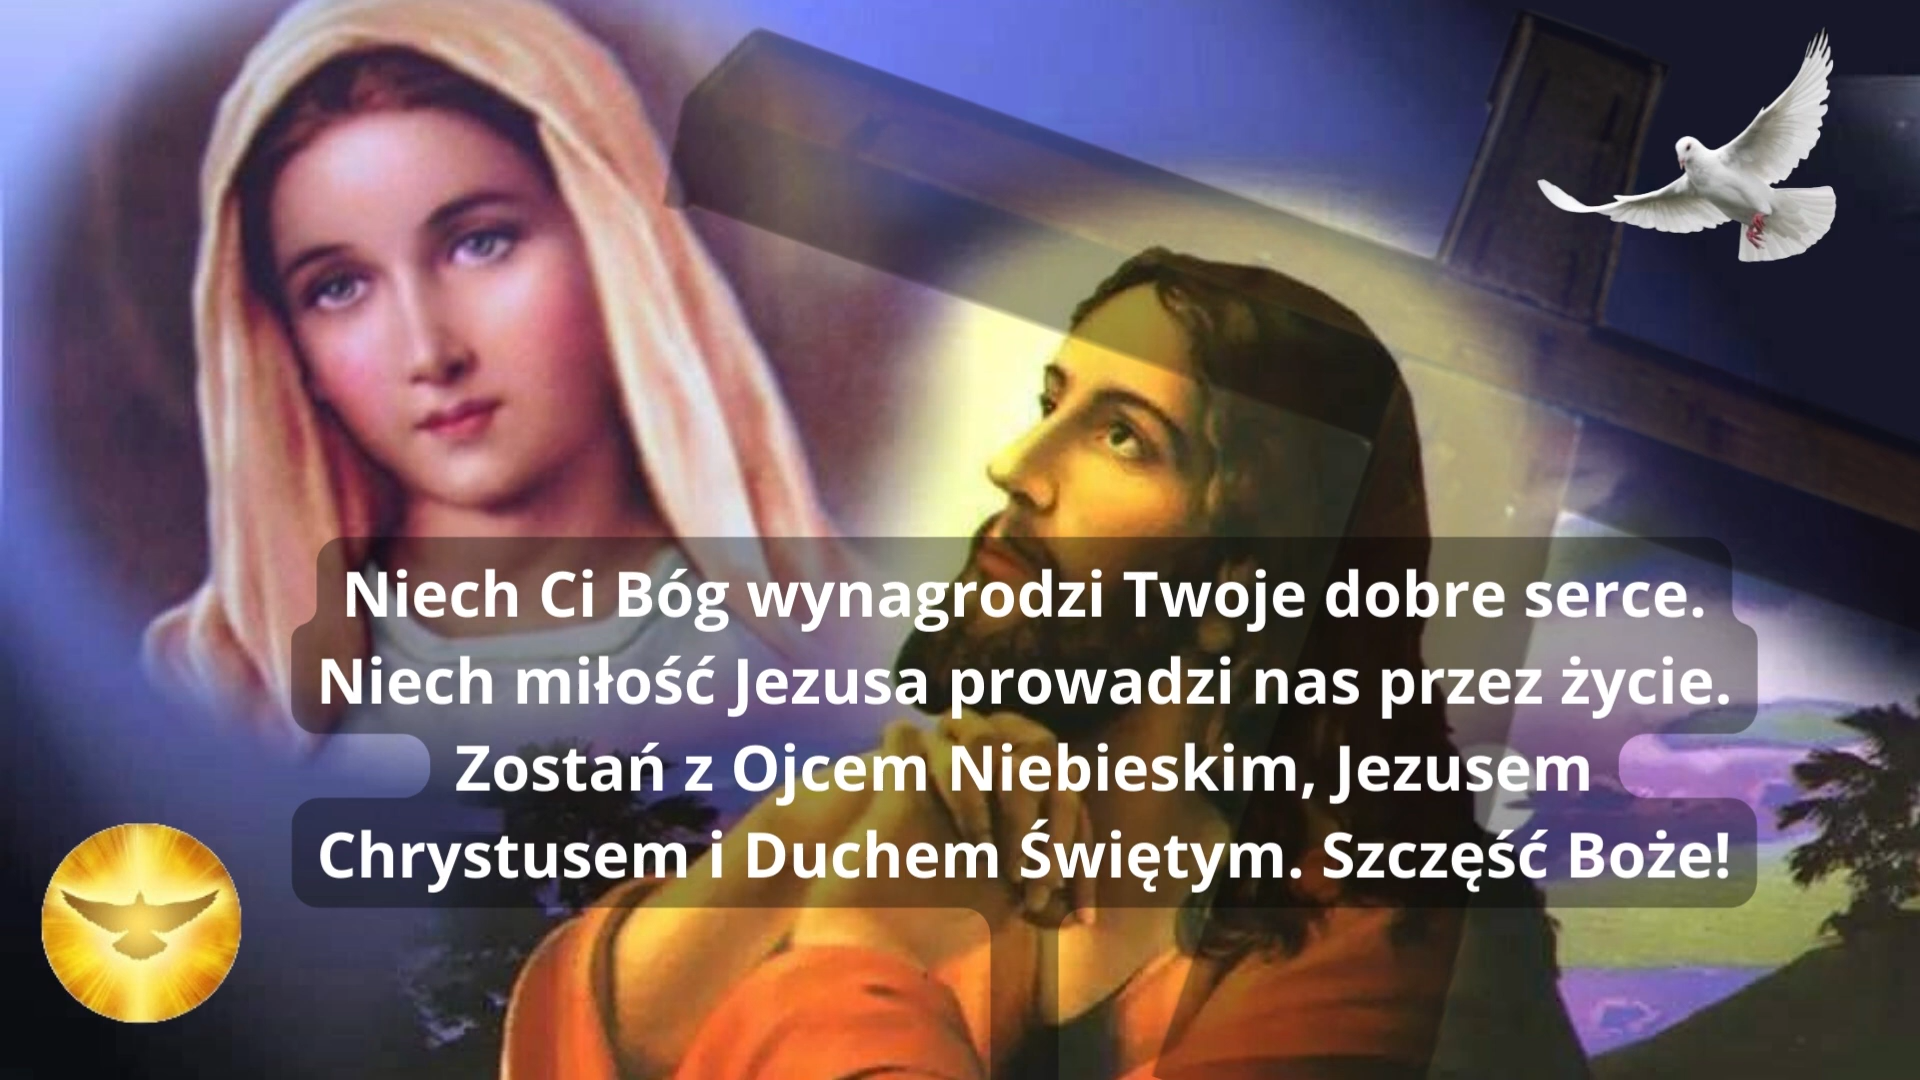 Niech Ci Bóg wynagrodzi Twoje dobre serce.
Niech miłość Jezusa prowadzi nas przez życie.
Zostań z Ojcem Niebieskim, Jezusem
Chrystusem i Duchem Świętym. Szczęść Boże!